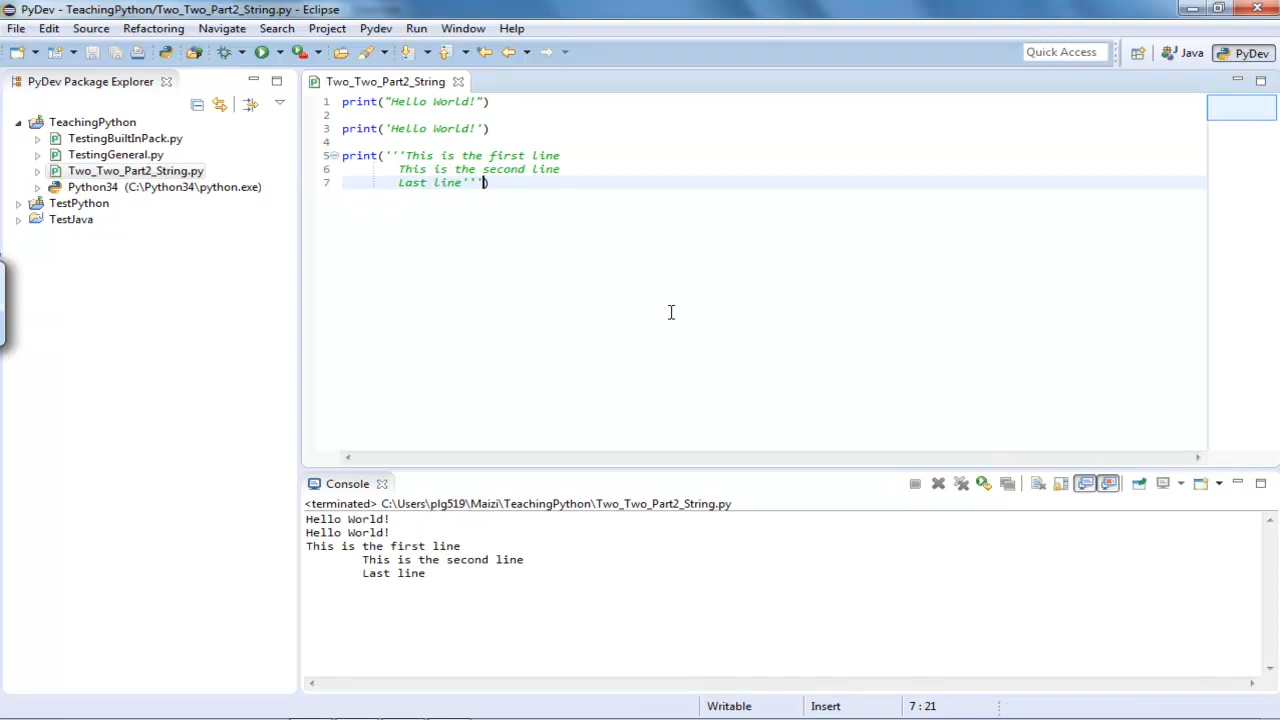 PyDev - TeachingPython/Two_Two_Part2_String.py - Eclipse
File Edit Source Refactoring Navigate Search Project Pydev Run Window Help
Quick Access Java PyDev
PyDev Package Explorer
TeachingPython
TestingBuiltInPack.py
TestingGeneral.py
Two_Two_Part2_String.py
Python34 (C:\Python34\python.exe)
TestPython
TestJava
Two_Two_Part2_String
1 print("Hello World!")
2
3 print('Hello World!')
4
5 print('''This is the first line
6 This is the second line
7 Last line''')
Console
<terminated> C:\Users\plg519\Maizi\TeachingPython\Two_Two_Part2_String.py
Hello World!
Hello World!
This is the first line
This is the second line
Last line
Writable Insert 7 : 21